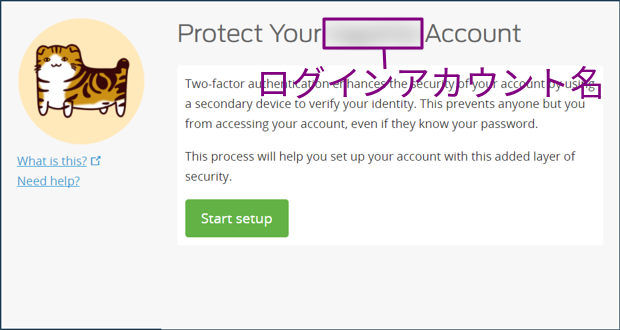 Protect Your Account
ログインアカウント名
Two-factor authentication enhances the security of your account by using
a secondary device to verify your identity. This prevents anyone but you
from accessing your account, even if they know your password.
This process will help you set up your account with this added layer of
security.
What is this?
Need help?
Start setup